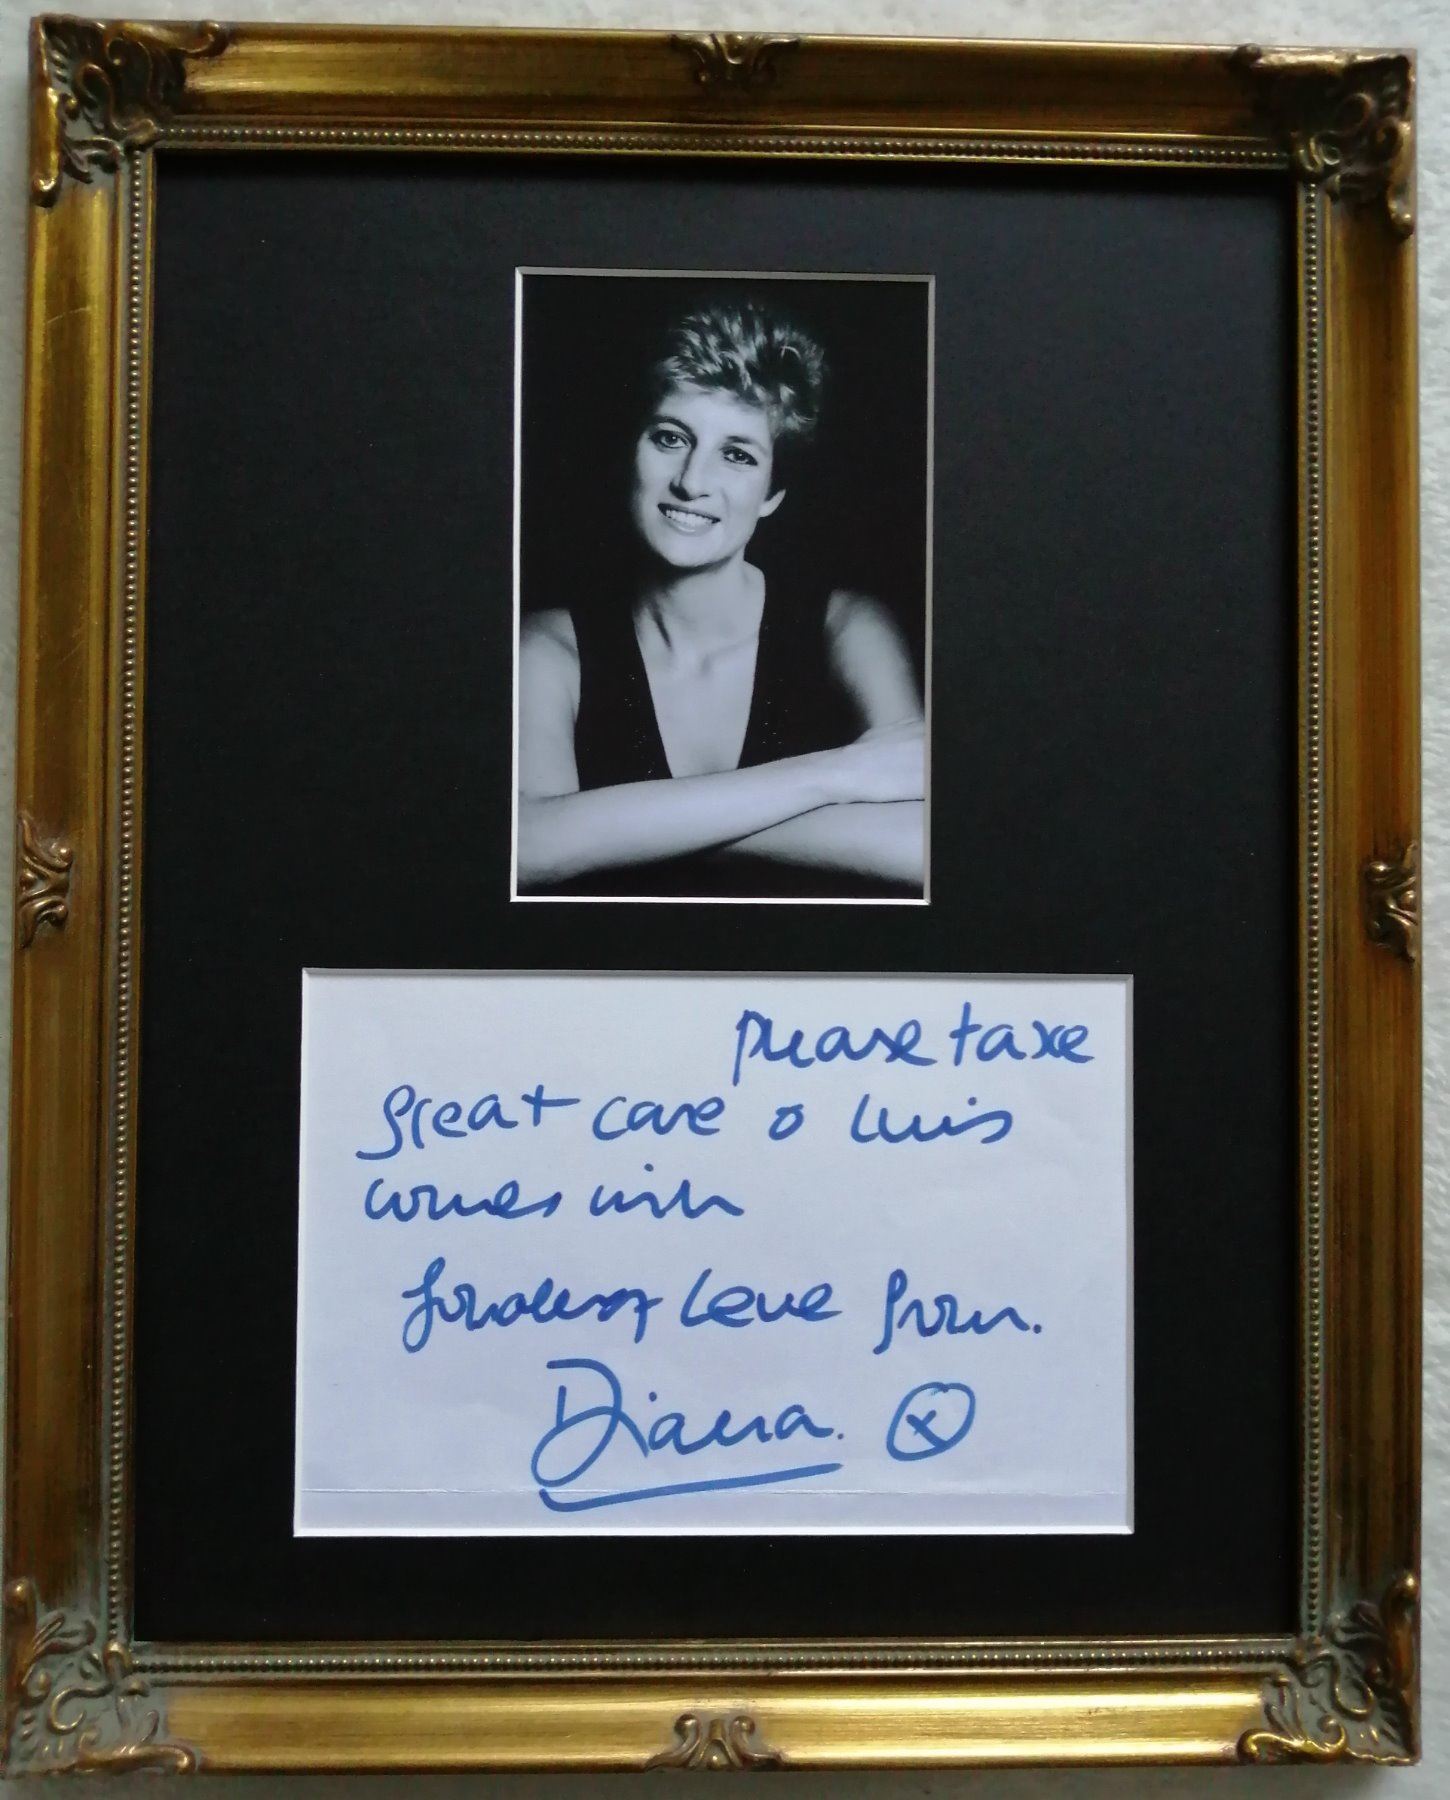 Please take
great care & this
comes with
fondest love from.
Diana. x